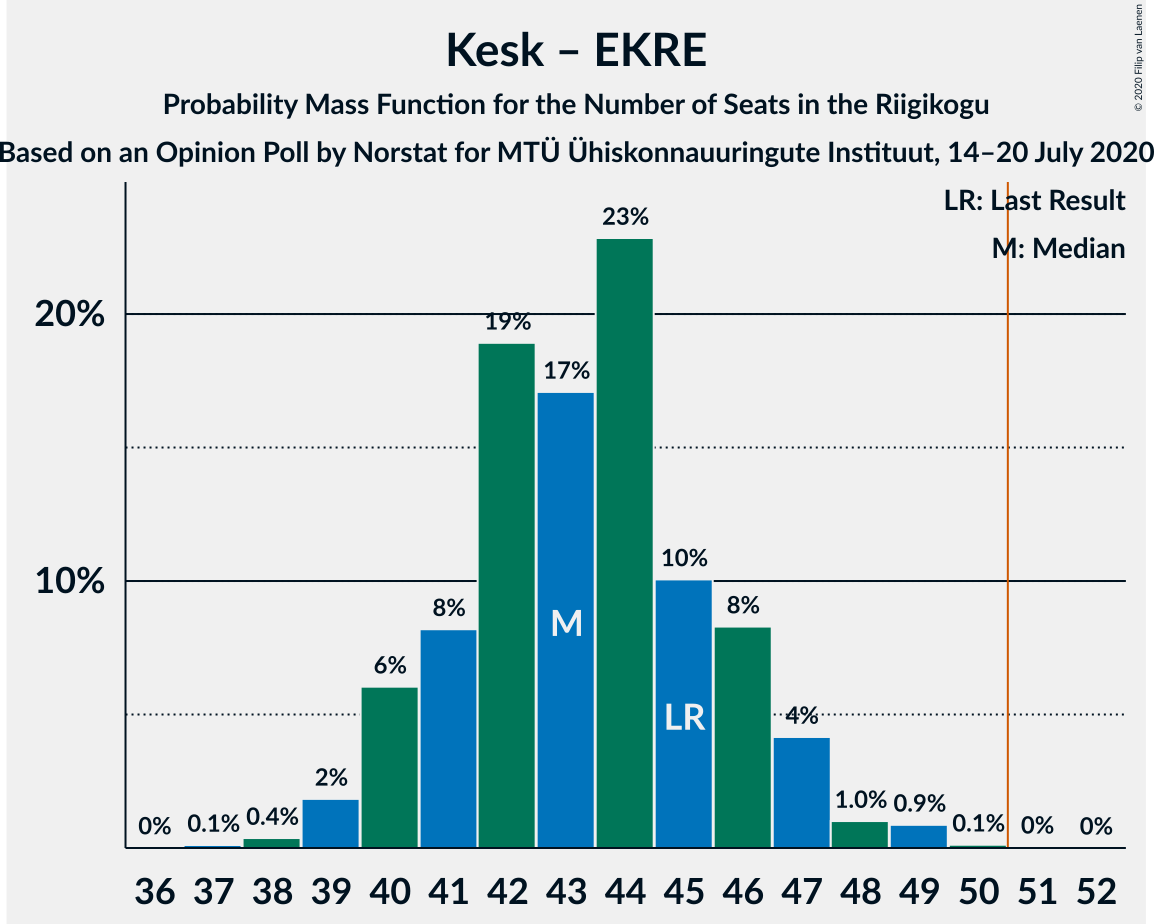 Kesk – EKRE
Probability Mass Function for the Number of Seats in the Riigikogu
Based on an Opinion Poll by Norstat for MTÜ Ühiskonnauuringute Instituut, 14–20 July 2020
© 2020 Filip van Laenen
LR: Last Result
M: Median
20%
10%
0%
0.1%
0.4%
2%
6%
8%
19%
17%
23%
10%
8%
4%
1.0%
0.9%
0.1%
0%
0%
M
LR
36 37 38 39 40 41 42 43 44 45 46 47 48 49 50 51 52